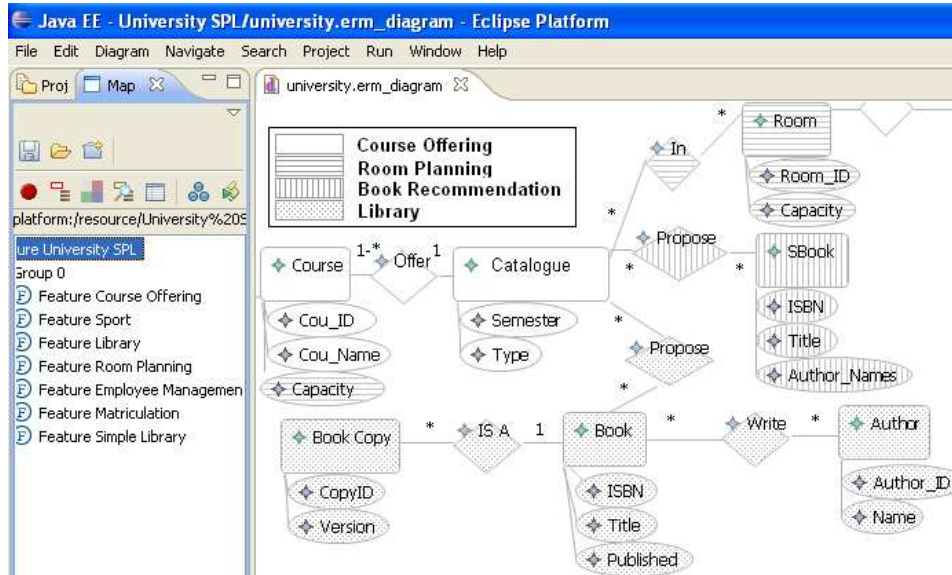 Java EE - University SPL/university.erm_diagram - Eclipse Platform
File Edit Diagram Navigate Search Project Run Window Help
Proj Map
university.erm_diagram
platform:/resource/University%20S
ure University SPL
Group 0
F Feature Course Offering
F Feature Sport
F Feature Library
F Feature Room Planning
F Feature Employee Managemen
F Feature Matriculation
F Feature Simple Library
Course Offering
Room Planning
Book Recommendation
Library
* Room
In
Room_ID
Capacity
*
*
Course 1-* Offer 1 Catalogue
* Propose * SBook
Cou_ID
Cou_Name
Capacity
Semester
Type
ISBN
Title
Author_Names
*
Propose
*
Book Copy * IS A 1 Book * Write * Author
CopyID
Version
ISBN
Title
Published
Author_ID
Name